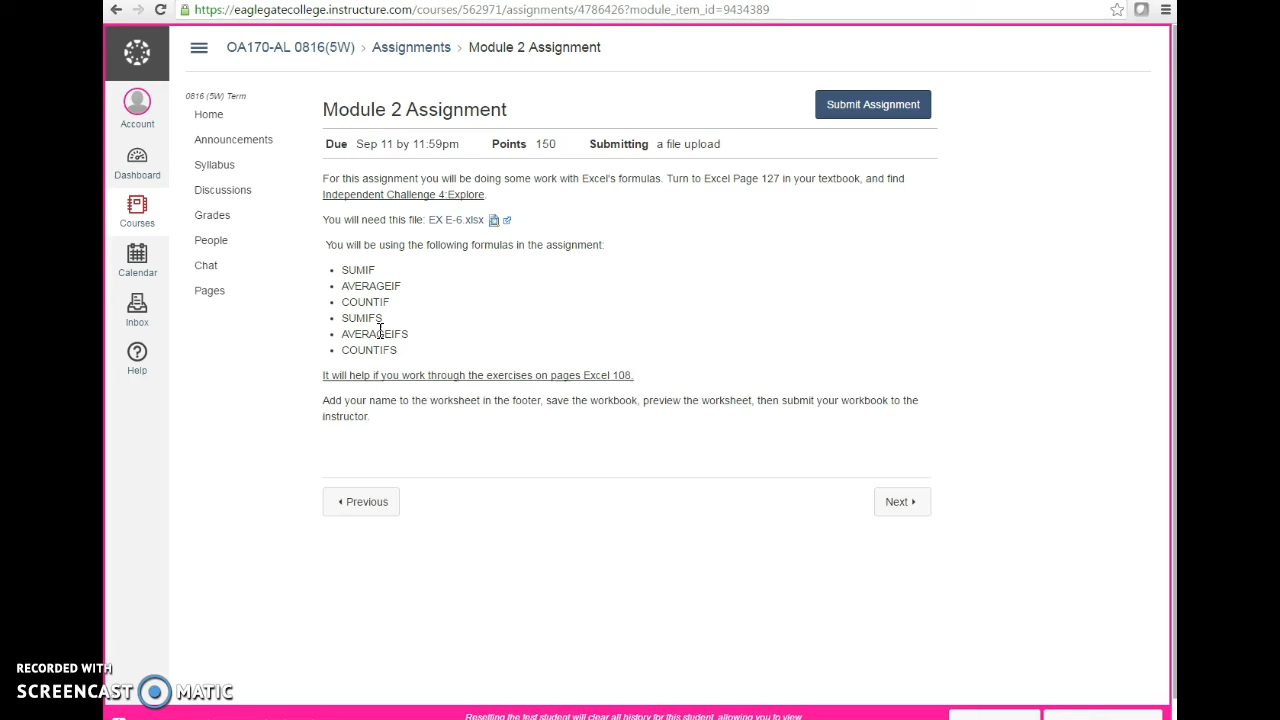 https://eaglegatecollege.instructure.com/courses/562971/assignments/4786426?module_item_id=9434389
OA170-AL 0816(5W) › Assignments › Module 2 Assignment
0816 (5W) Term
Home
Announcements
Syllabus
Discussions
Grades
People
Chat
Pages
Account
Dashboard
Courses
Calendar
Inbox
Help
Module 2 Assignment
Submit Assignment
Due Sep 11 by 11:59pm Points 150 Submitting a file upload
For this assignment you will be doing some work with Excel's formulas. Turn to Excel Page 127 in your textbook, and find
Independent Challenge 4:Explore.
You will need this file: EX E-6.xlsx
You will be using the following formulas in the assignment:
• SUMIF
• AVERAGEIF
• COUNTIF
• SUMIFS
• AVERAGEIFS
• COUNTIFS
It will help if you work through the exercises on pages Excel 108.
Add your name to the worksheet in the footer, save the workbook, preview the worksheet, then submit your workbook to the
instructor.
Previous
Next
RECORDED WITH
SCREENCAST MATIC
Resetting the test student will clear all history for this student, allowing you to view